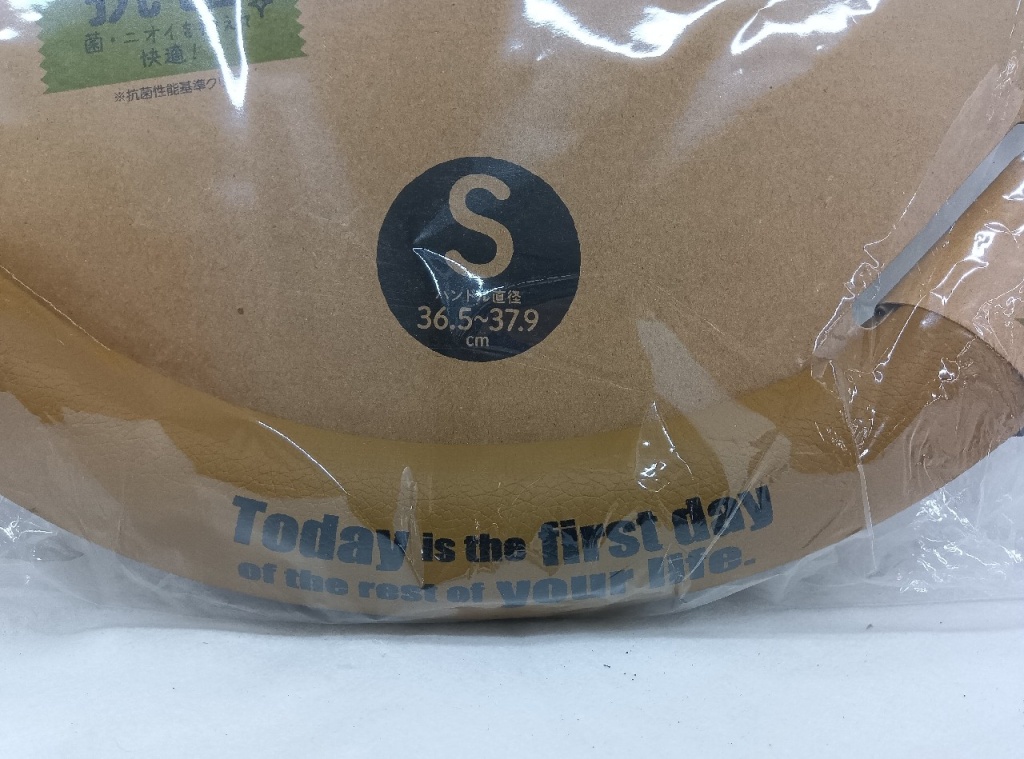 菌・ニオイを
快適!
※抗菌性能基準ク
S
ハンドル直径
36.5~37.9
cm
Today is the first day
of the rest of your life.